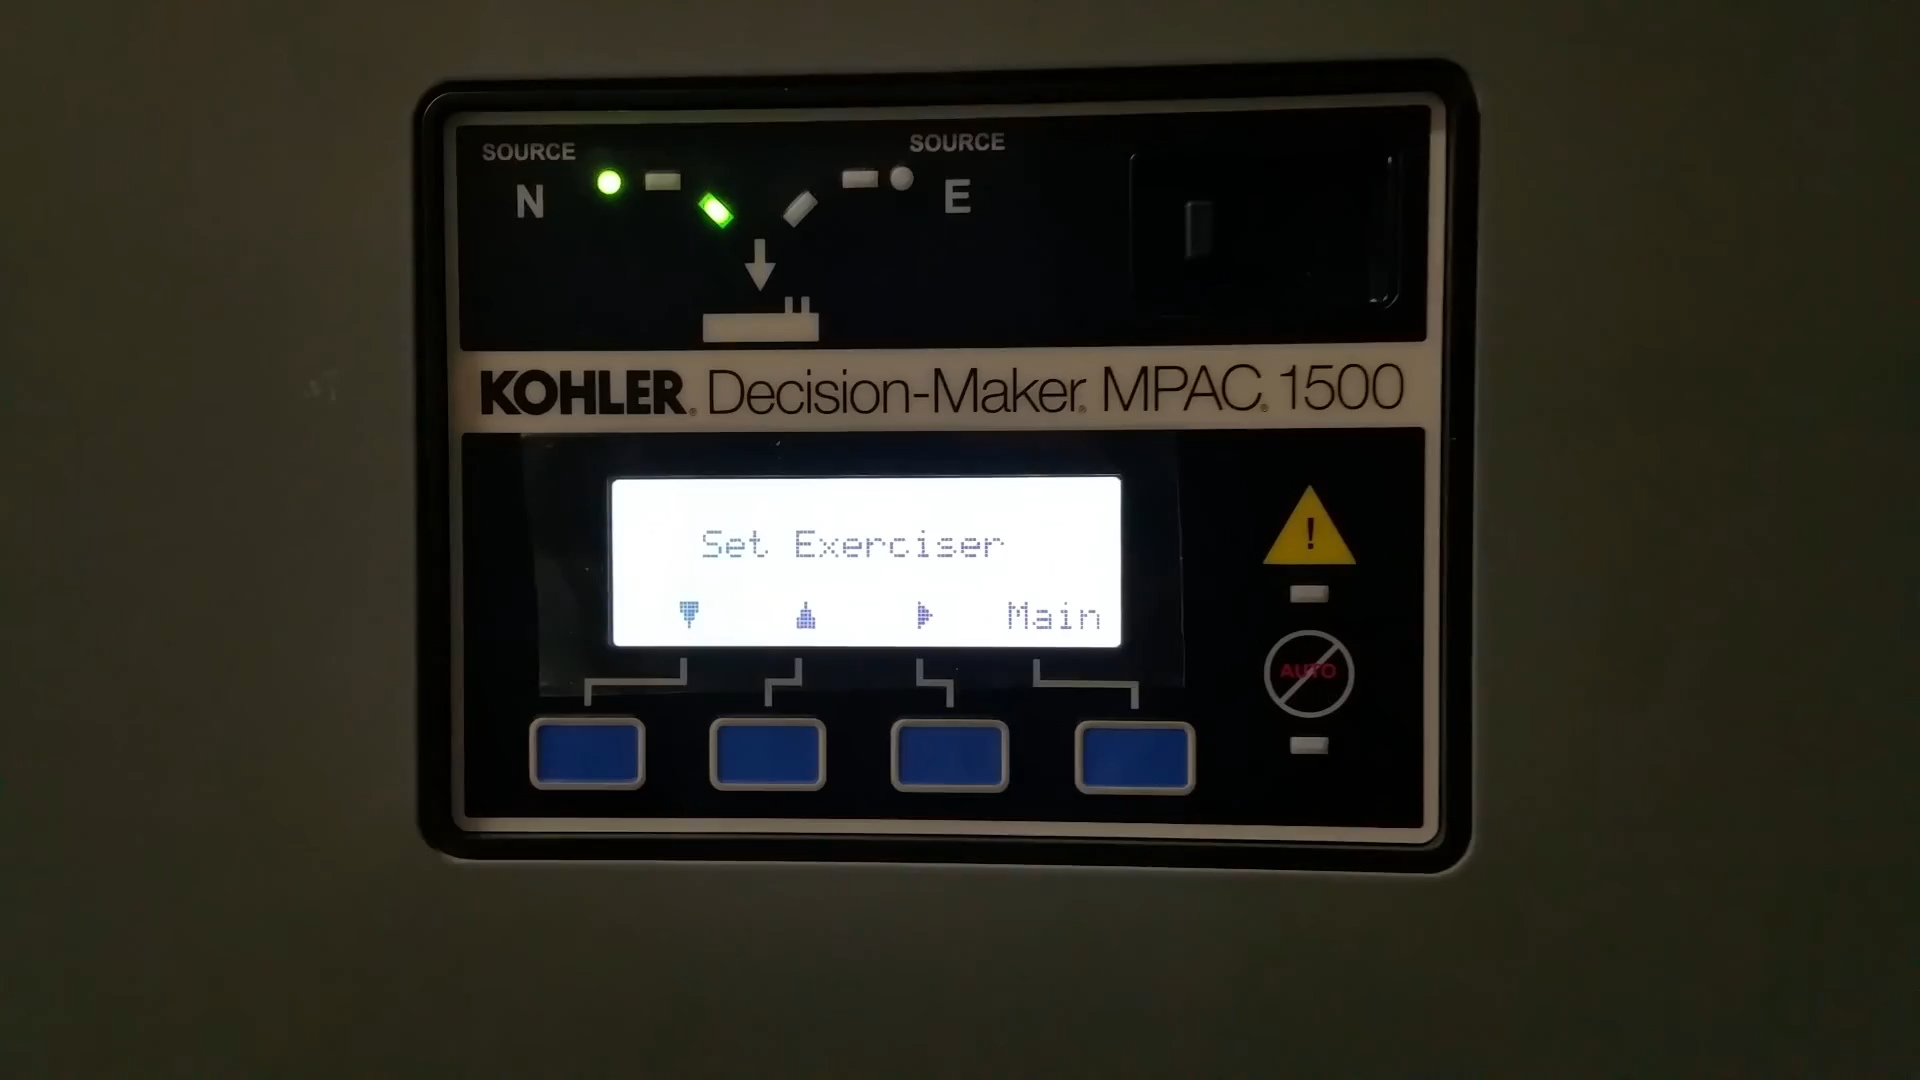 SOURCE
N
SOURCE
E
KOHLER® Decision-Maker® MPAC® 1500
Set Exerciser
Main
!
AUTO